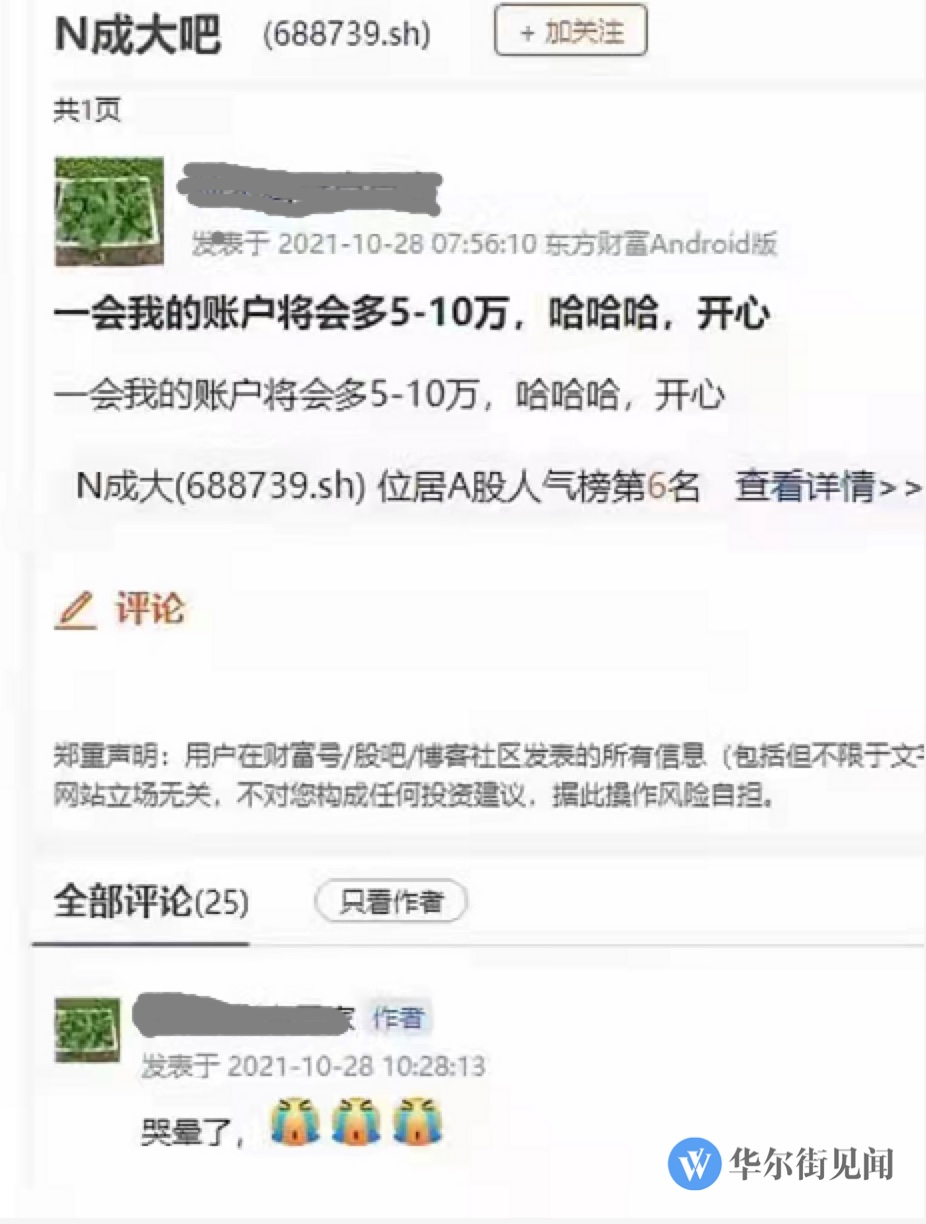 N成大吧 (688739.sh) + 加关注
共1页
发表于 2021-10-28 07:56:10 东方财富Android版
一会我的账户将会多5-10万，哈哈哈，开心
一会我的账户将会多5-10万，哈哈哈，开心
N成大(688739.sh) 位居A股人气榜第6名 查看详情>>
评论
郑重声明：用户在财富号/股吧/博客社区发表的所有信息（包括但不限于文
网站立场无关，不对您构成任何投资建议，据此操作风险自担。
全部评论(25) 只看作者
家 作者
发表于 2021-10-28 10:28:13
哭晕了，😭😭😭
华尔街见闻